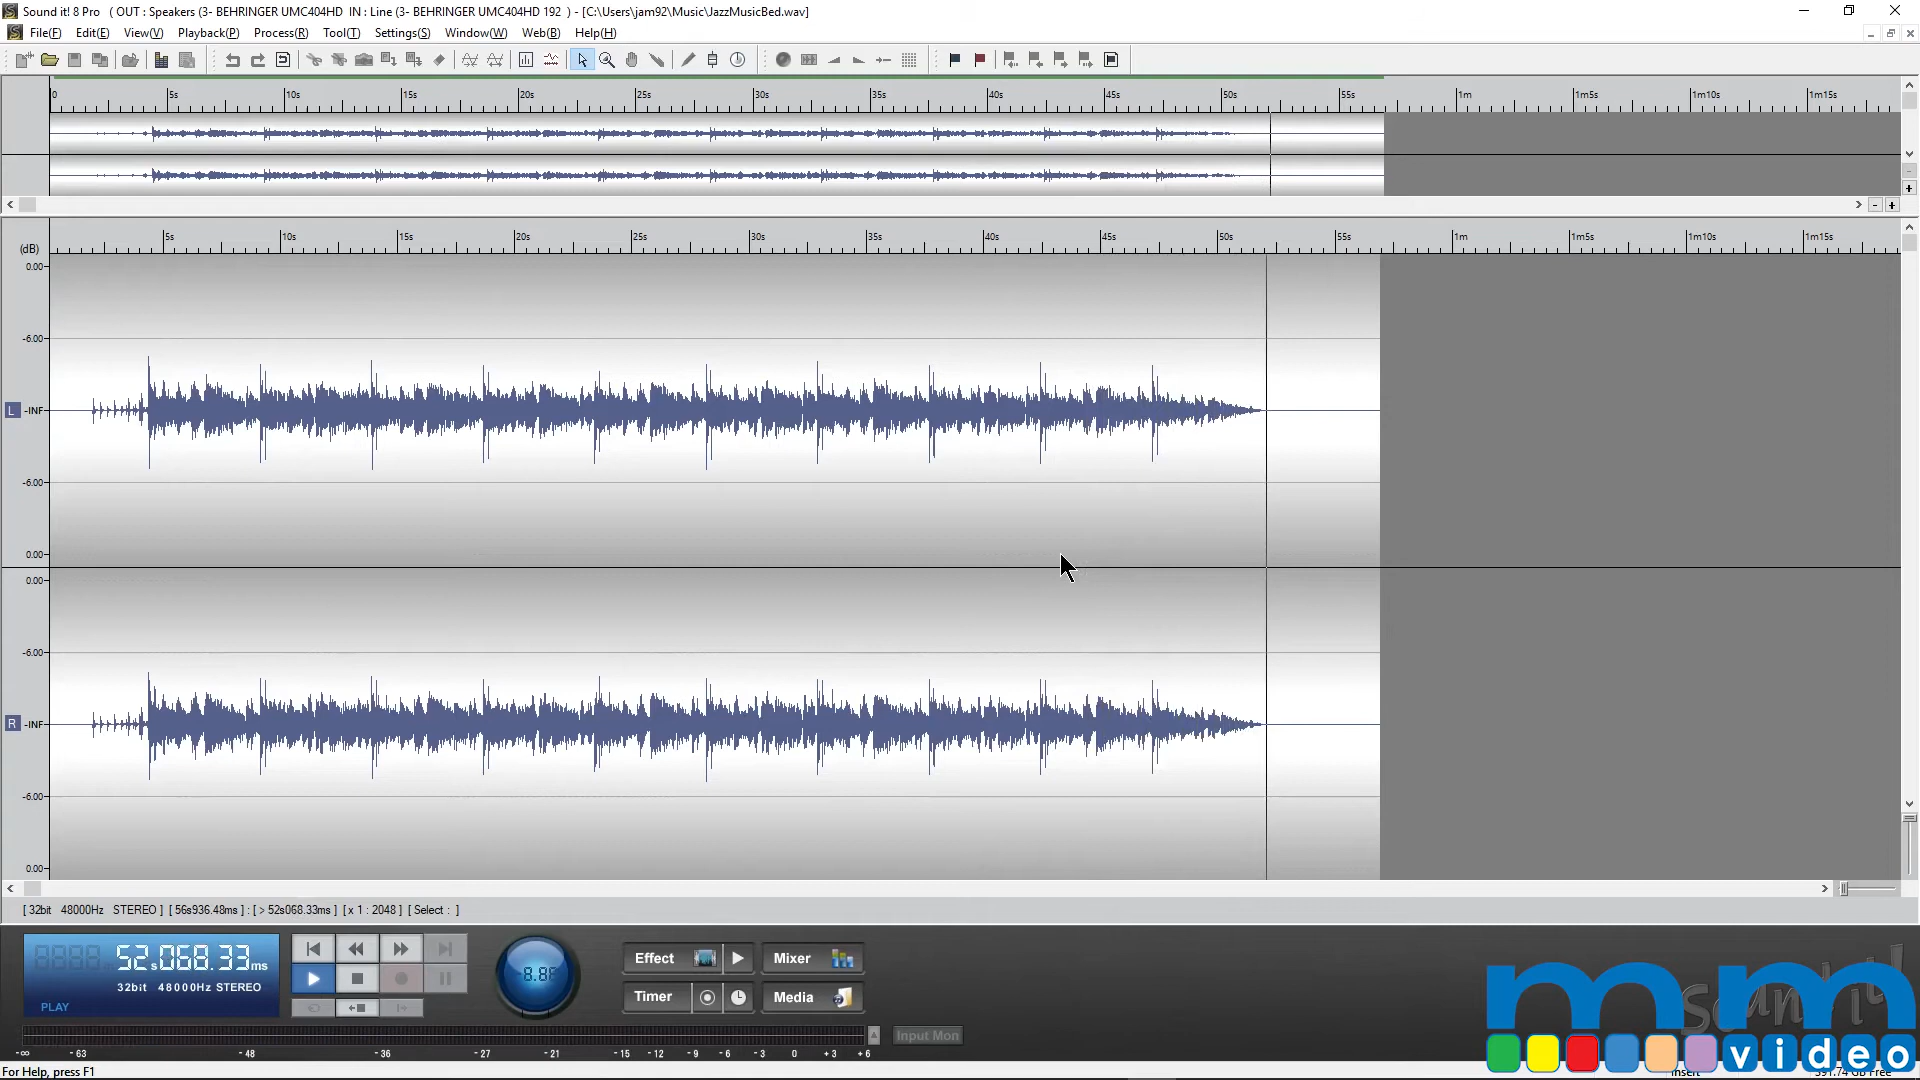 Sound it! 8 Pro ( OUT : Speakers (3- BEHRINGER UMC404HD IN : Line (3- BEHRINGER UMC404HD 192 ) - [C:\Users\jam92\Music\JazzMusicBed.wav]
File(F) Edit(E) View(V) Playback(P) Process(R) Tool(T) Settings(S) Window(W) Web(B) Help(H)
0 5s 10s 15s 20s 25s 30s 35s 40s 45s 50s 55s 1m 1m5s 1m10s 1m15s
(dB) 5s 10s 15s 20s 25s 30s 35s 40s 45s 50s 55s 1m 1m5s 1m10s 1m15s
0.00
-6.00
L -INF
-6.00
0.00
0.00
-6.00
R -INF
-6.00
0.00
[ 32bit 48000Hz STEREO ] [ 56s936.48ms ] : [ > 52s068.33ms ] [ x 1 : 2048 ] [ Select : ]
52s068.33ms
32bit 48000Hz STEREO
PLAY
-8.88
Effect
Mixer
Timer
Media
Input Mon
-∞ -63 -48 -36 -27 -21 -15 -12 -9 -6 -3 0 +3 +6
mm
video
For Help, press F1